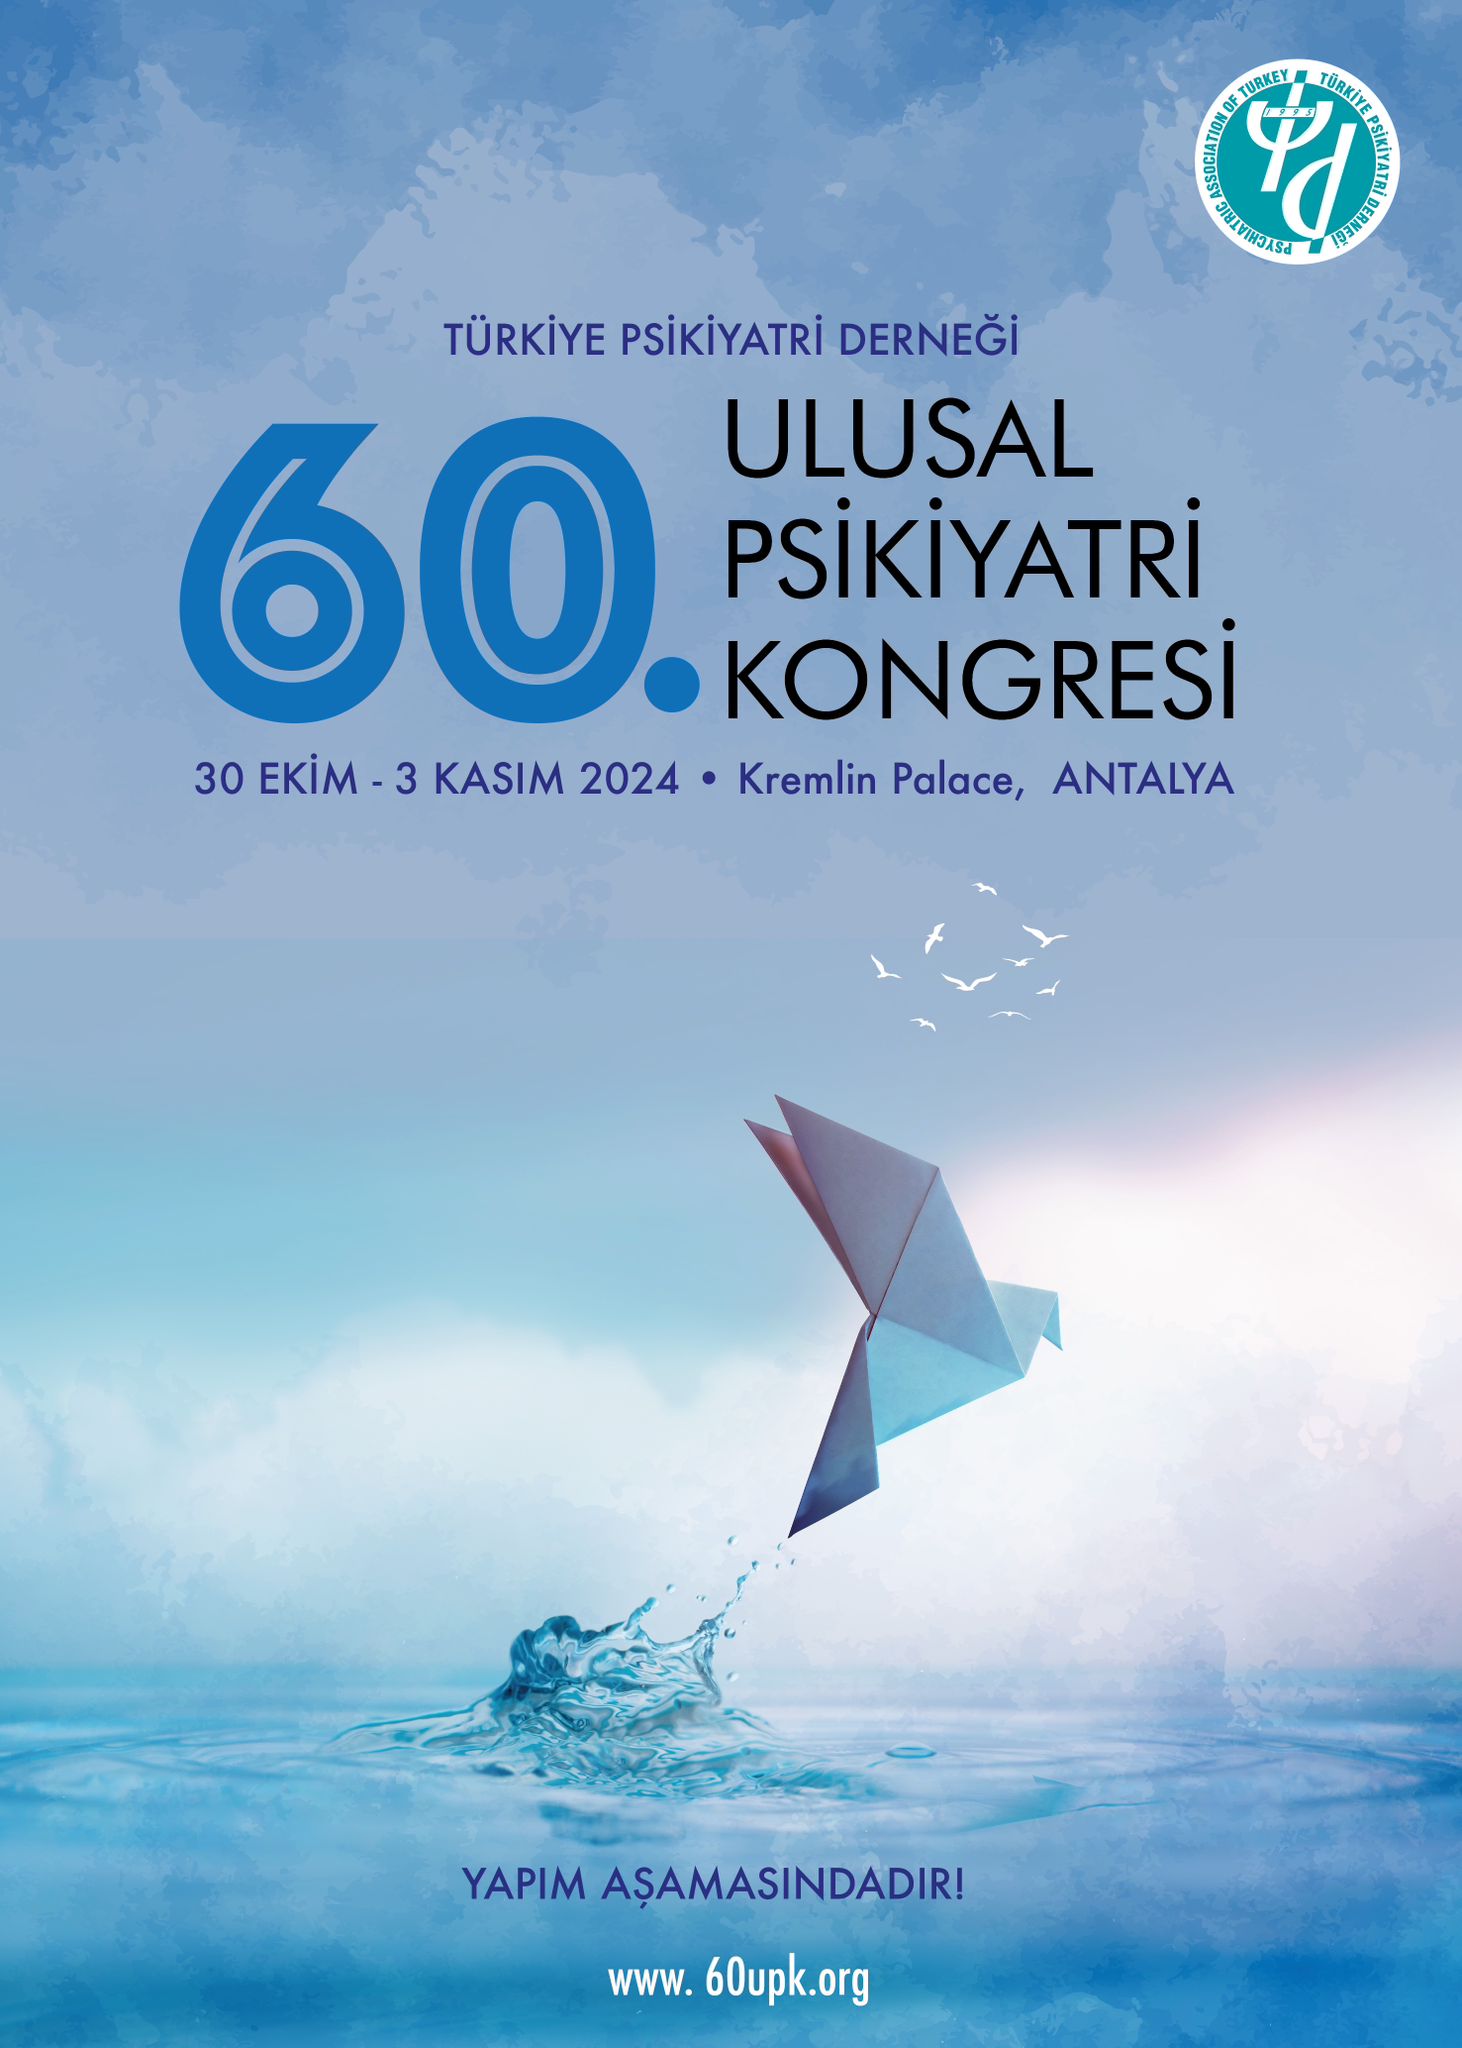 PSYCHIATRIC ASSOCIATION OF TURKEY
TÜRKİYE PSİKİYATRİ DERNEĞİ
1995
TÜRKİYE PSİKİYATRİ DERNEĞİ
60. ULUSAL
PSİKİYATRİ
KONGRESİ
30 EKİM - 3 KASIM 2024 • Kremlin Palace, ANTALYA
YAPIM AŞAMASINDADIR!
www. 60upk.org